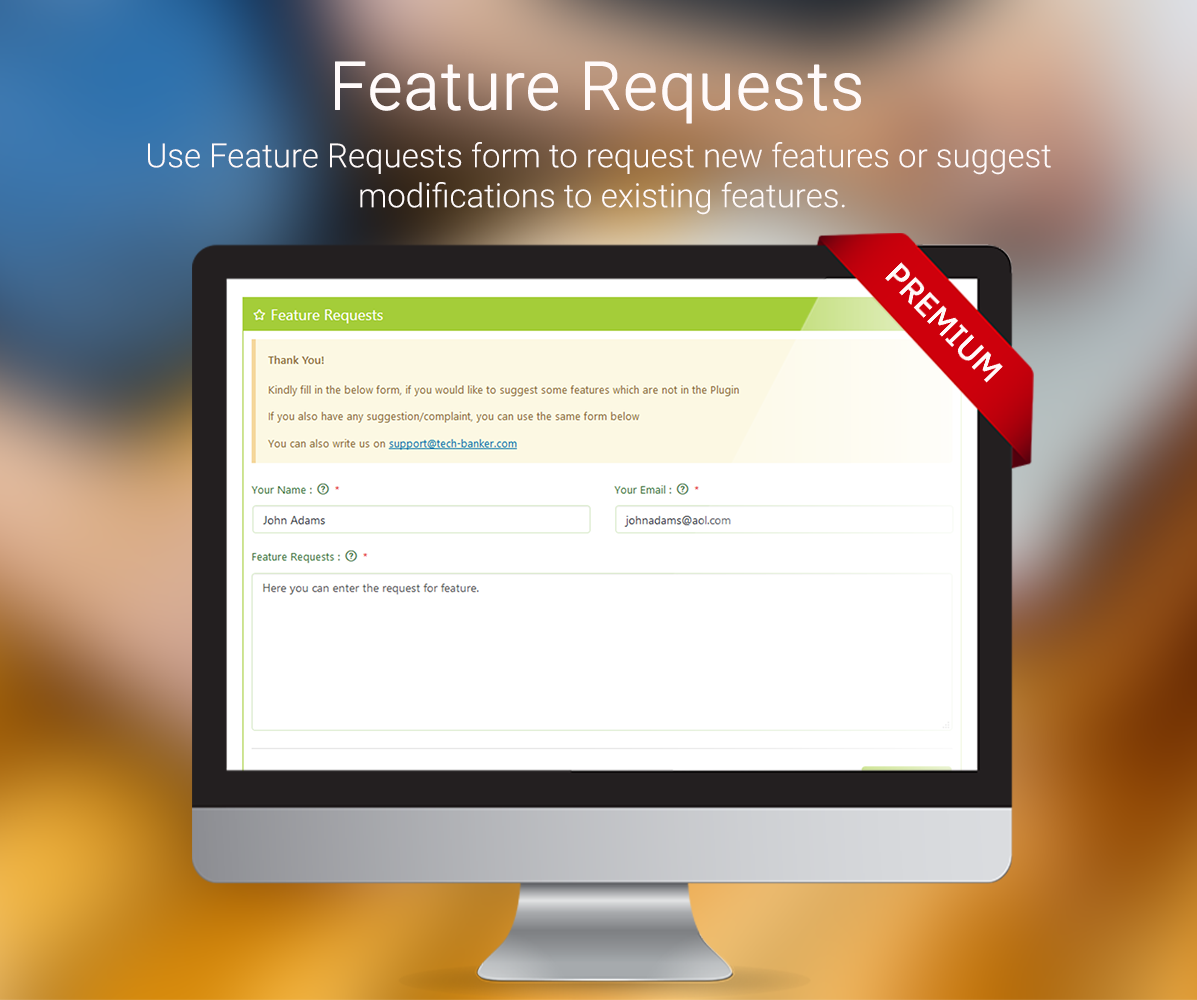 Feature Requests
Use Feature Requests form to request new features or suggest
modifications to existing features.
PREMIUM
Feature Requests
Thank You!
Kindly fill in the below form, if you would like to suggest some features which are not in the Plugin
If you also have any suggestion/complaint, you can use the same form below
You can also write us on support@tech-banker.com
Your Name : ? * Your Email : ? *
John Adams johnadams@aol.com
Feature Requests : ? *
Here you can enter the request for feature.